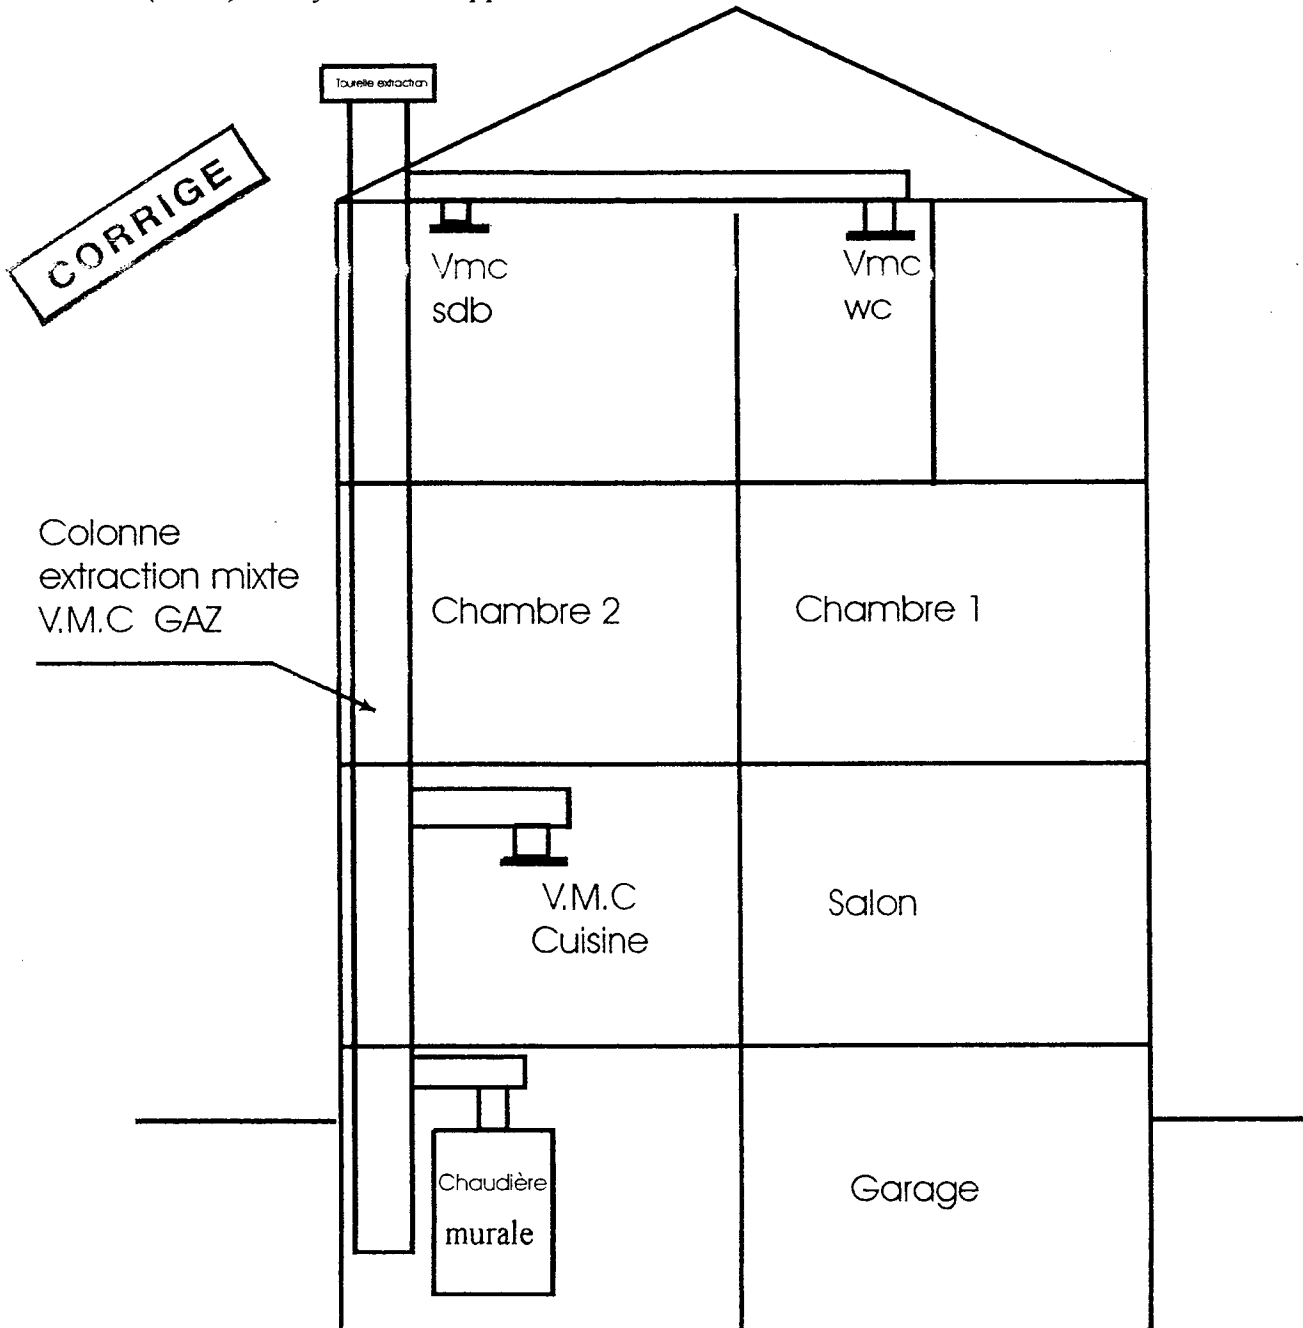 Tourelle extraction
CORRIGE
Vmc
sdb
Vmc
wc
Colonne
extraction mixte
V.M.C GAZ
Chambre 2
Chambre 1
V.M.C
Cuisine
Salon
Chaudière
murale
Garage